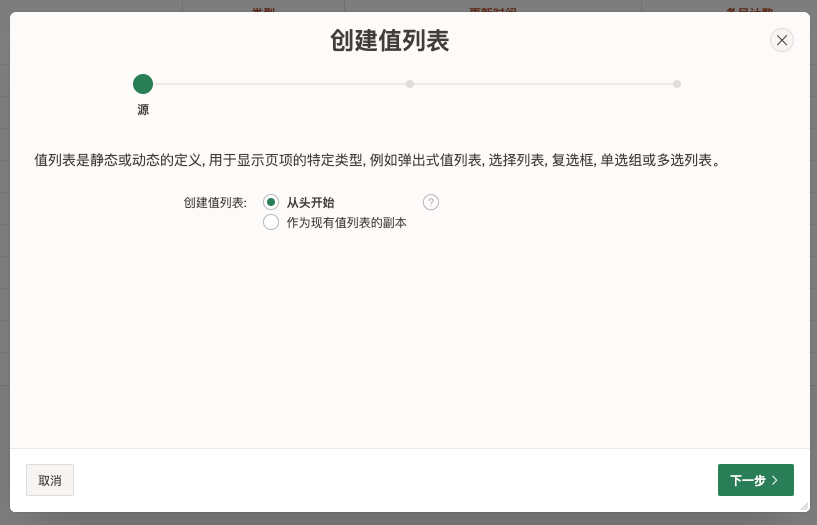 创建值列表
源
值列表是静态或动态的定义, 用于显示页项的特定类型, 例如弹出式值列表, 选择列表, 复选框, 单选组或多选列表。
创建值列表: 从头开始 ?
作为现有值列表的副本
取消 下一步